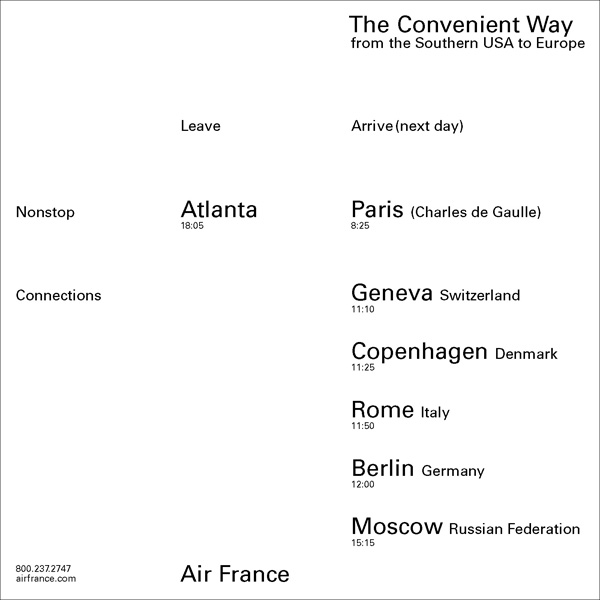 The Convenient Way
from the Southern USA to Europe
Leave Arrive (next day)
Nonstop Atlanta Paris (Charles de Gaulle)
18:05 8:25
Connections Geneva Switzerland
11:10
Copenhagen Denmark
11:25
Rome Italy
11:50
Berlin Germany
12:00
Moscow Russian Federation
15:15
800.237.2747
airfrance.com
Air France